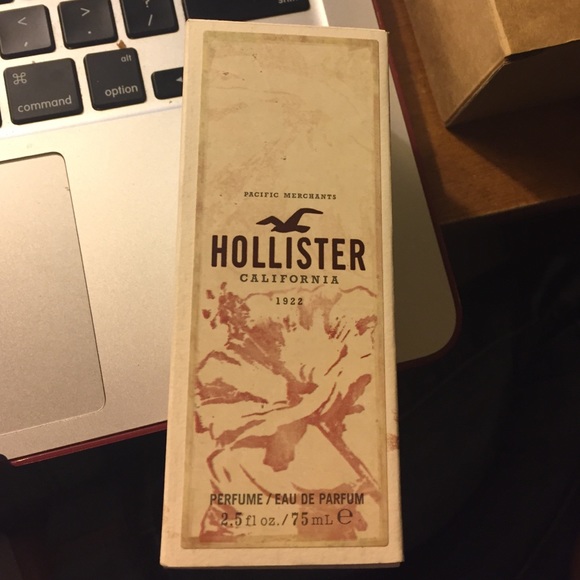 <
,
>
.
?
/
⌘
command
alt
option
PACIFIC MERCHANTS
HOLLISTER
CALIFORNIA
1922
PERFUME / EAU DE PARFUM
2.5 fl oz. / 75 mL ℮